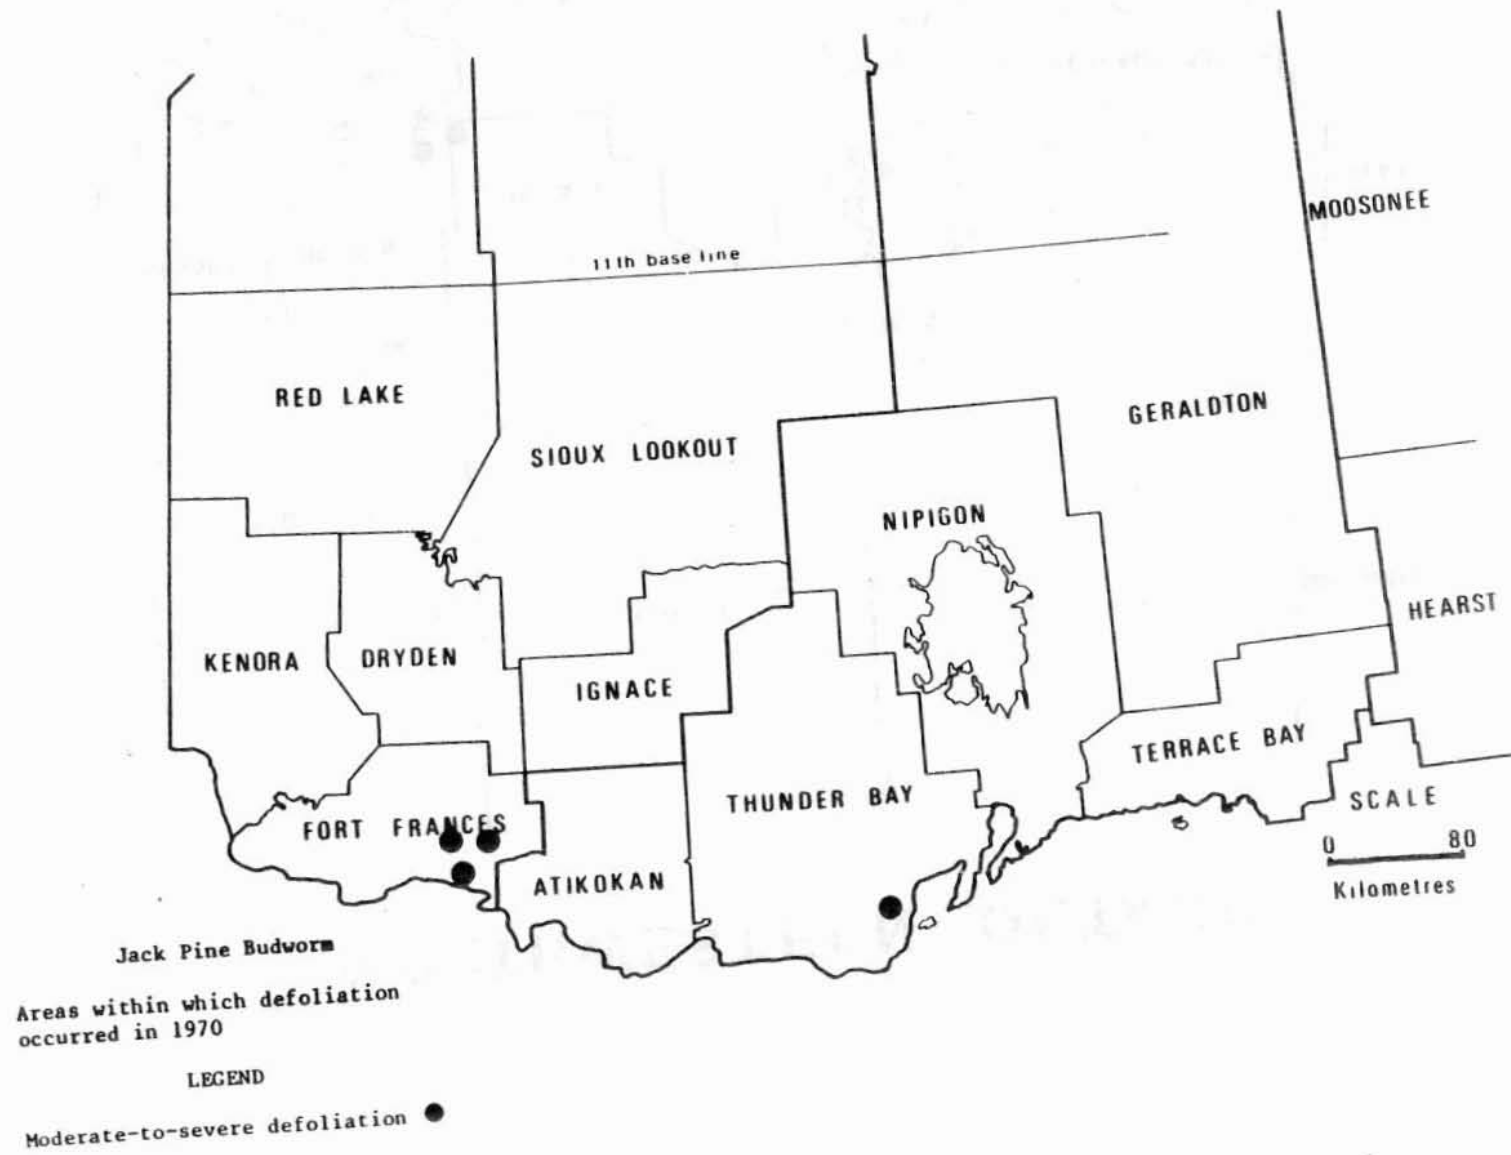 MOOSONEE
11th base line
RED LAKE
GERALDTON
SIOUX LOOKOUT
NIPIGON
HEARST
KENORA
DRYDEN
IGNACE
TERRACE BAY
THUNDER BAY
FORT FRANCES
ATIKOKAN
SCALE
0 80
Kilometres
Jack Pine Budworm
Areas within which defoliation
occurred in 1970
LEGEND
Moderate-to-severe defoliation